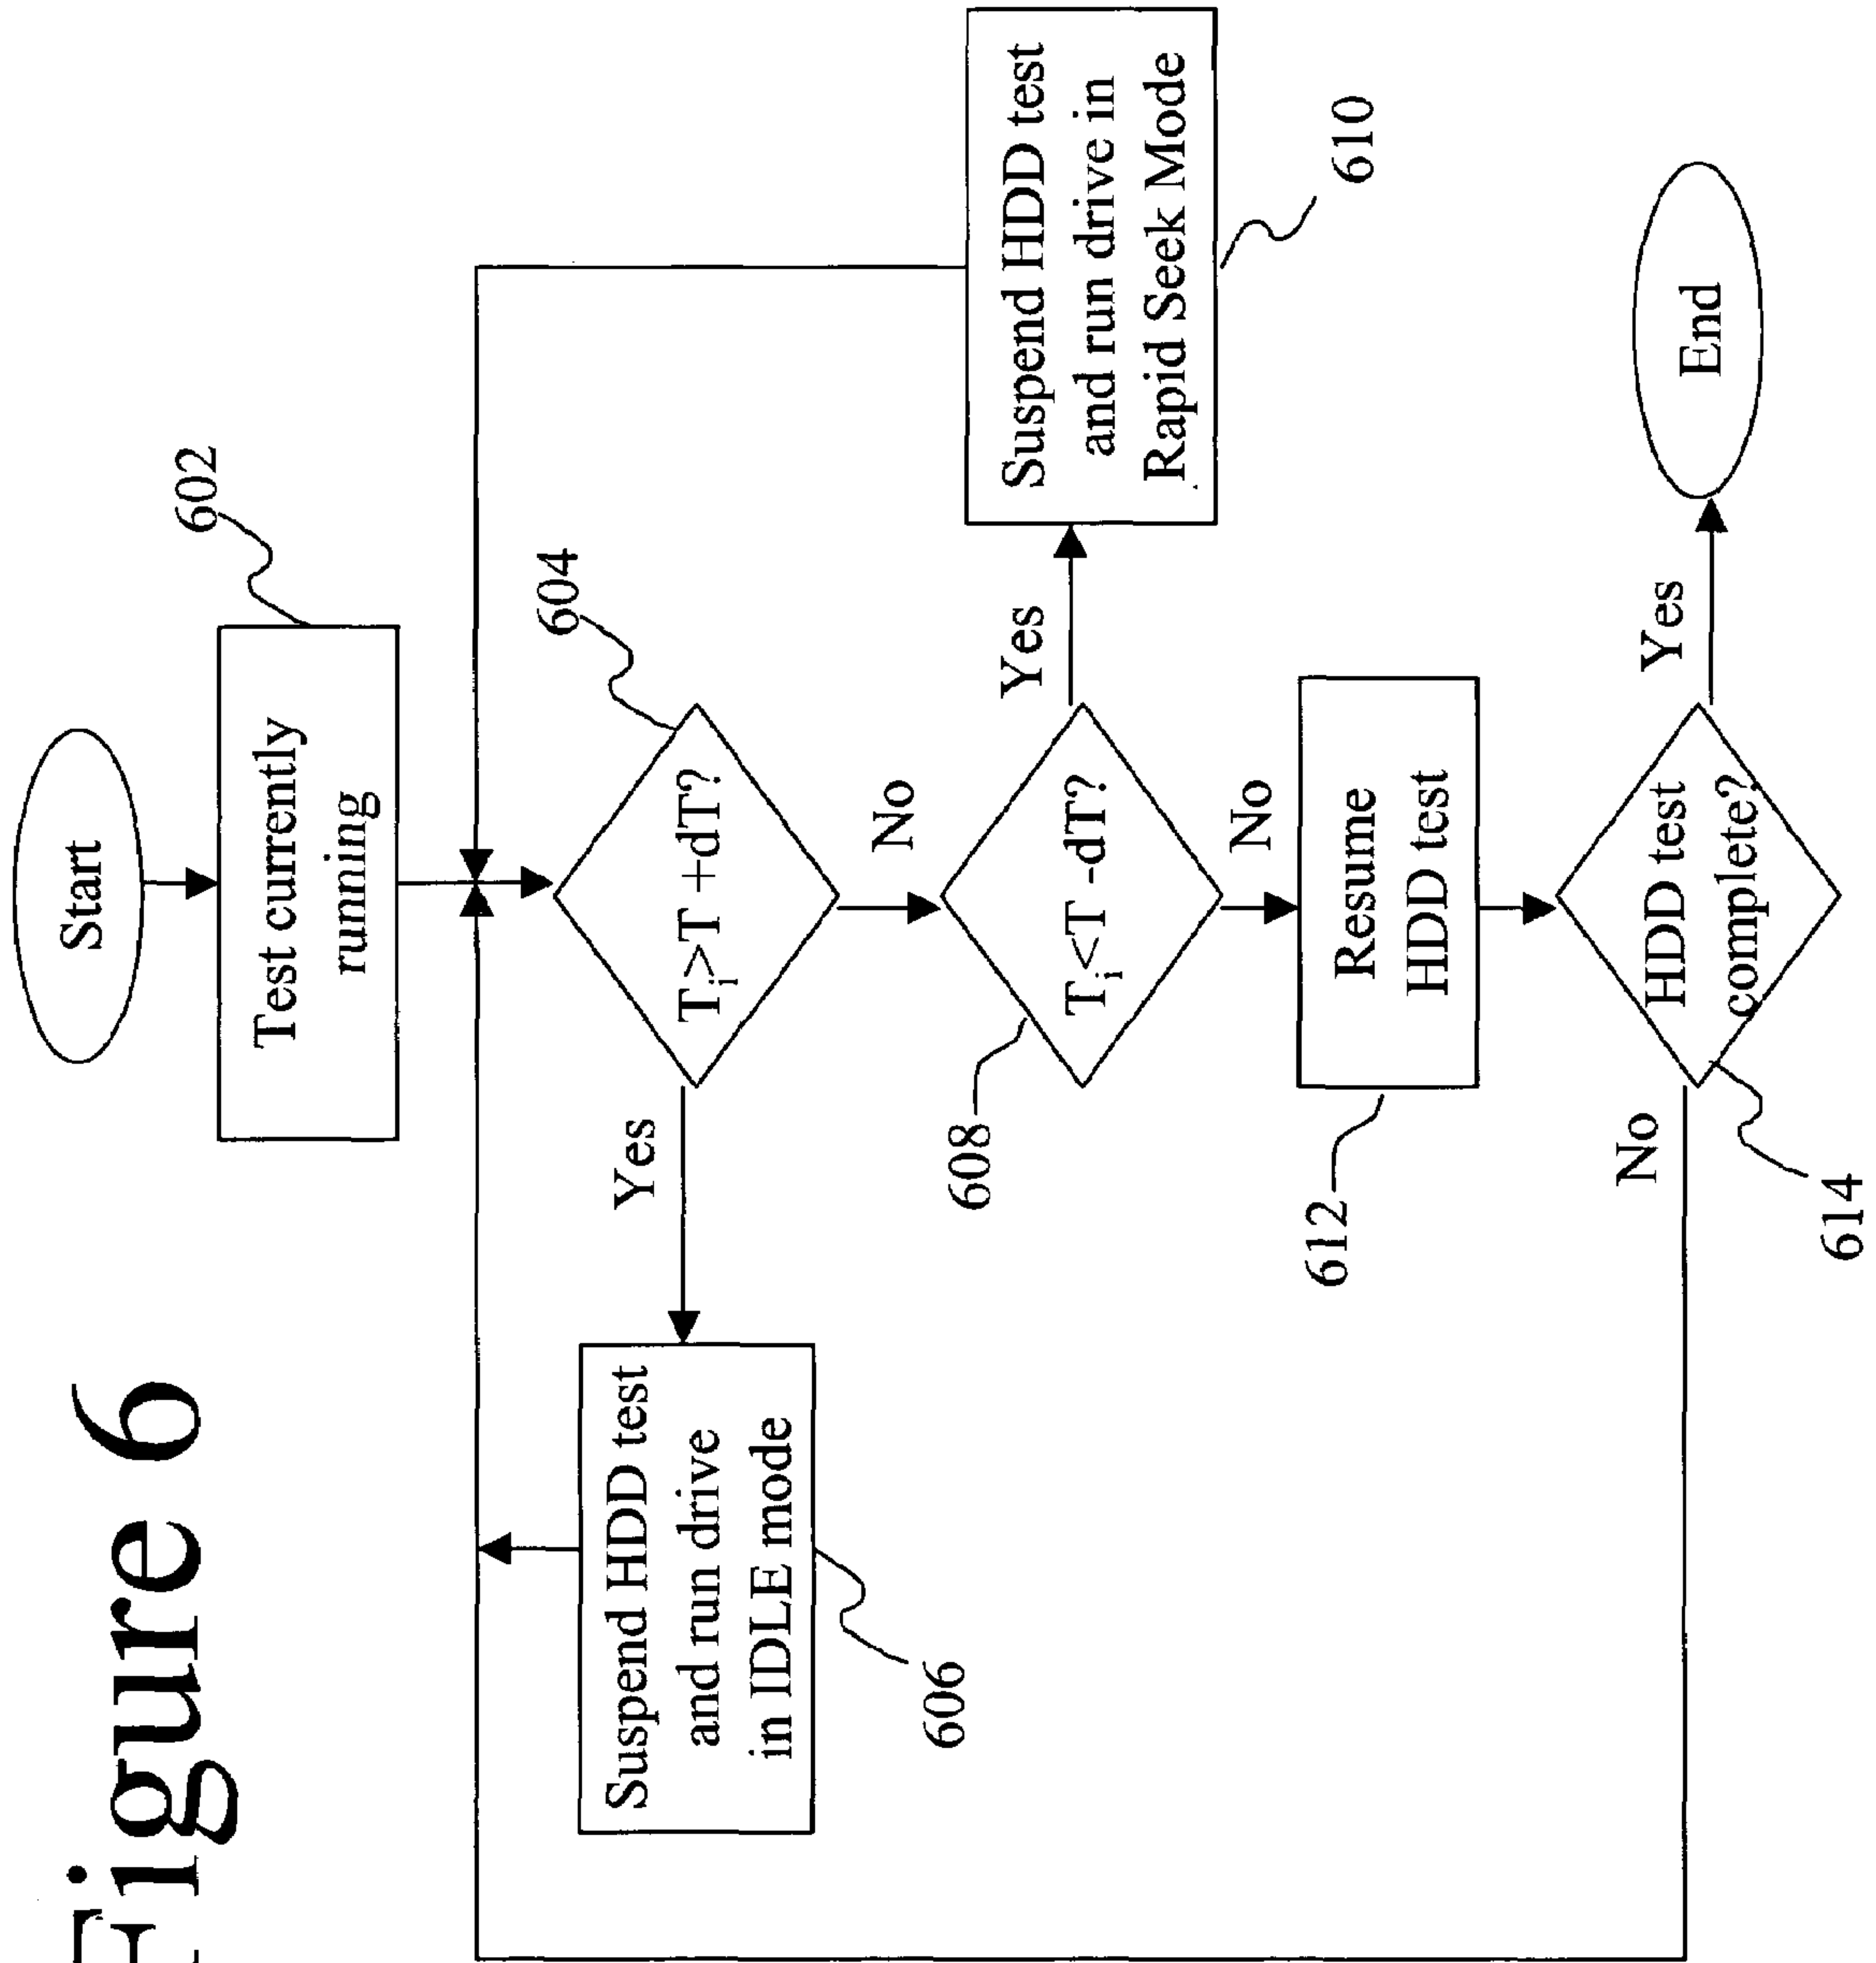 Figure 6
Start
Test currently
running
602
604
Ti>T +dT?
Yes
Suspend HDD test
and run drive
in IDLE mode
606
No
608
Ti<T -dT?
Yes
Suspend HDD test
and run drive in
Rapid Seek Mode
610
No
612
Resume
HDD test
HDD test
complete?
614
No
Yes
End